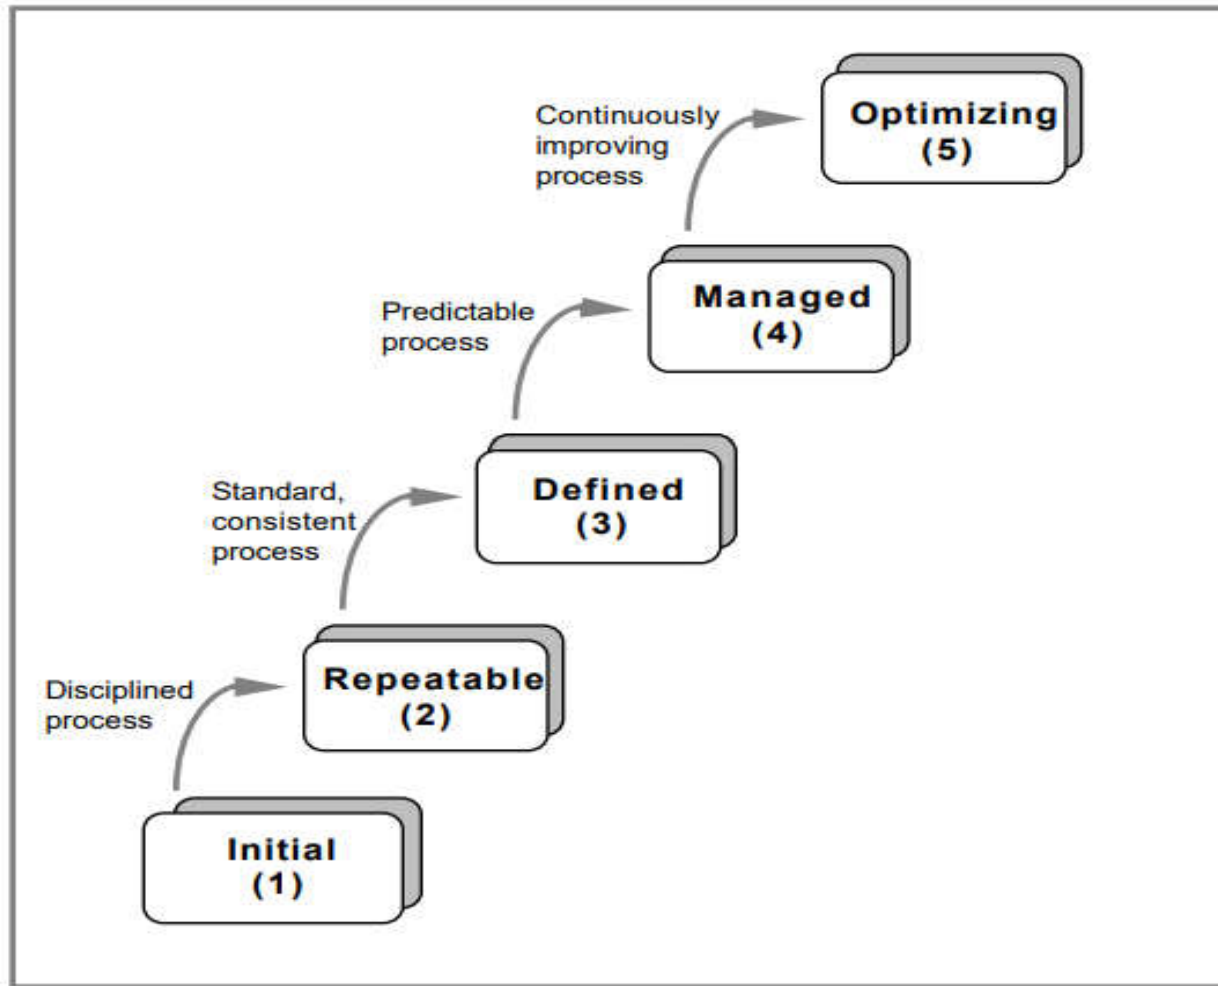 Continuously
improving
process
Optimizing
(5)
Predictable
process
Managed
(4)
Standard,
consistent
process
Defined
(3)
Disciplined
process
Repeatable
(2)
Initial
(1)